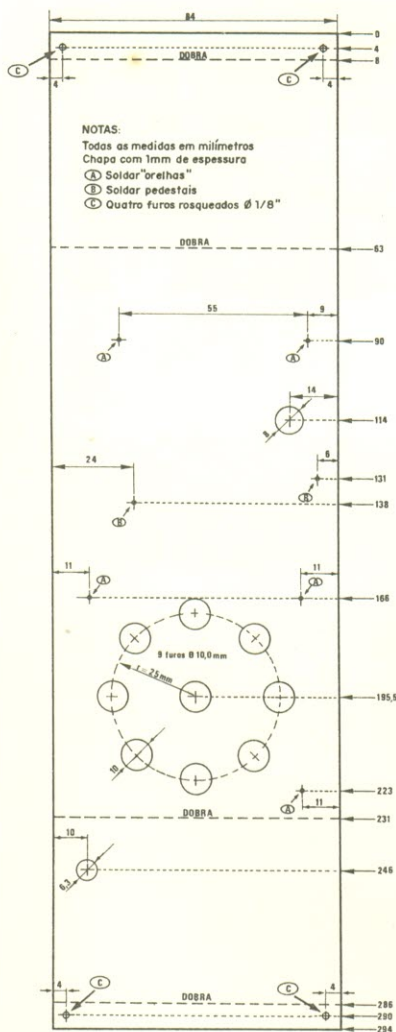 84
0
4
8
C
C
DOBRA
4
4
NOTAS:
Todas as medidas em milímetros
Chapa com 1mm de espessura
A Soldar "orelhas"
B Soldar pedestais
C Quatro furos rosqueados Ø 1/8"
DOBRA
63
55
9
90
A
A
14
114
8
24
6
131
B
138
B
11
A
11
A
166
9 furos Ø 10,0mm
r = 25mm
195,5
10
223
A
11
DOBRA
231
10
246
6,3
4
C
C
4
DOBRA
286
290
294